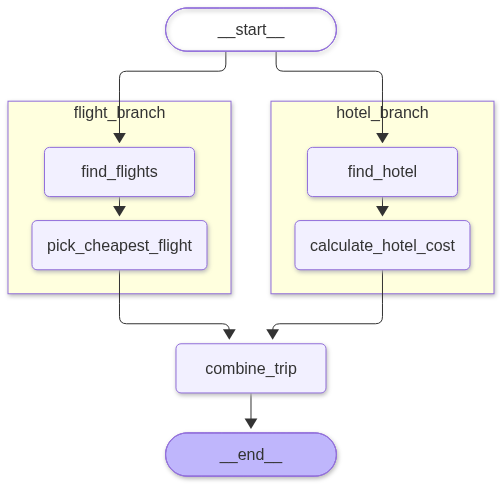 __start__
flight_branch
find_flights
pick_cheapest_flight
hotel_branch
find_hotel
calculate_hotel_cost
combine_trip
__end__